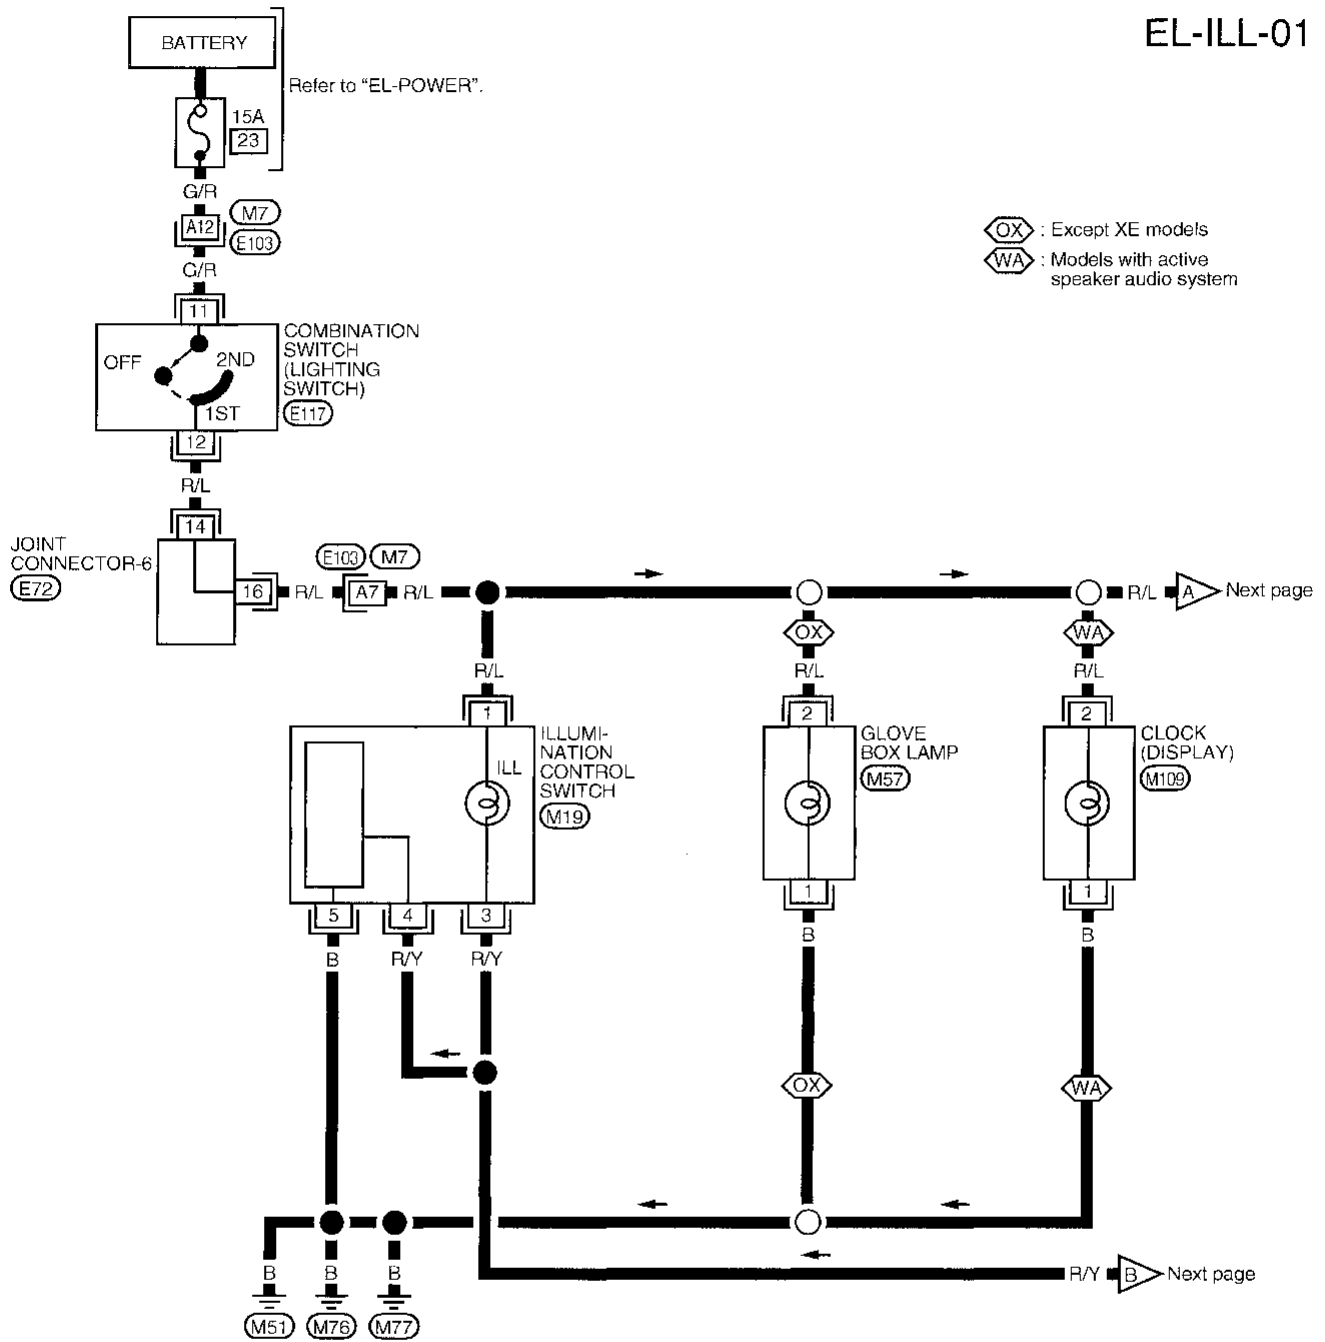 EL-ILL-01
BATTERY
Refer to "EL-POWER".
15A
23
G/R
M7
A12
E103
G/R
OX : Except XE models
WA : Models with active
speaker audio system
11
COMBINATION
SWITCH
(LIGHTING
SWITCH)
E117
OFF
2ND
1ST
12
R/L
14
JOINT
CONNECTOR-6
E72
16
R/L
E103
M7
A7
R/L
R/L
A
Next page
OX
WA
R/L
R/L
R/L
1
2
2
ILLUMI-
NATION
CONTROL
SWITCH
M19
ILL
GLOVE
BOX LAMP
M57
CLOCK
(DISPLAY)
M109
5
4
3
1
1
B
R/Y
R/Y
B
B
OX
WA
B
B
B
R/Y
B
Next page
M51
M76
M77